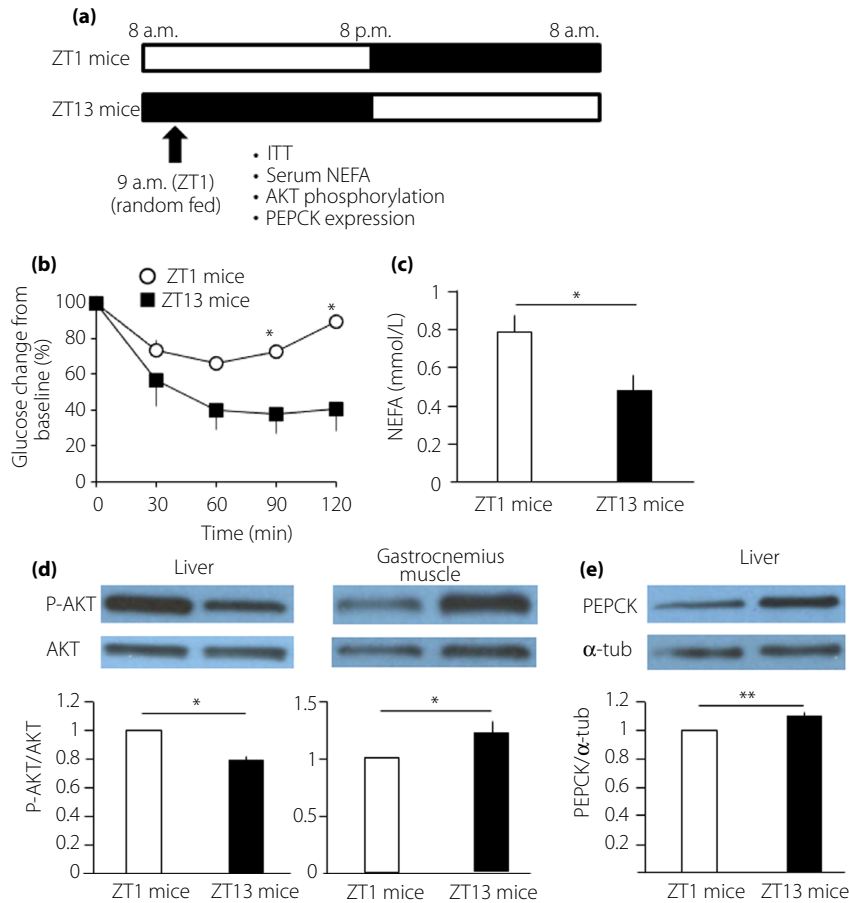 (a)
8 a.m. 8 p.m. 8 a.m.
ZT1 mice
ZT13 mice
9 a.m. (ZT1)
(random fed)
• ITT
• Serum NEFA
• AKT phosphorylation
• PEPCK expression
(b)
ZT1 mice
ZT13 mice
Glucose change from
baseline (%)
100
80
60
40
20
0
* *
0 30 60 90 120
Time (min)
(c)
NEFA (mmol/L)
1
0.8
0.6
0.4
0.2
0
*
ZT1 mice ZT13 mice
(d)
Liver
Gastrocnemius
muscle
P-AKT
AKT
P-AKT/AKT
1.2
1
0.8
0.6
0.4
0.2
0
*
ZT1 mice ZT13 mice
1.5
1
0.5
0
*
ZT1 mice ZT13 mice
(e)
Liver
PEPCK
α-tub
PEPCK/α-tub
1.2
1
0.8
0.6
0.4
0.2
0
**
ZT1 mice ZT13 mice